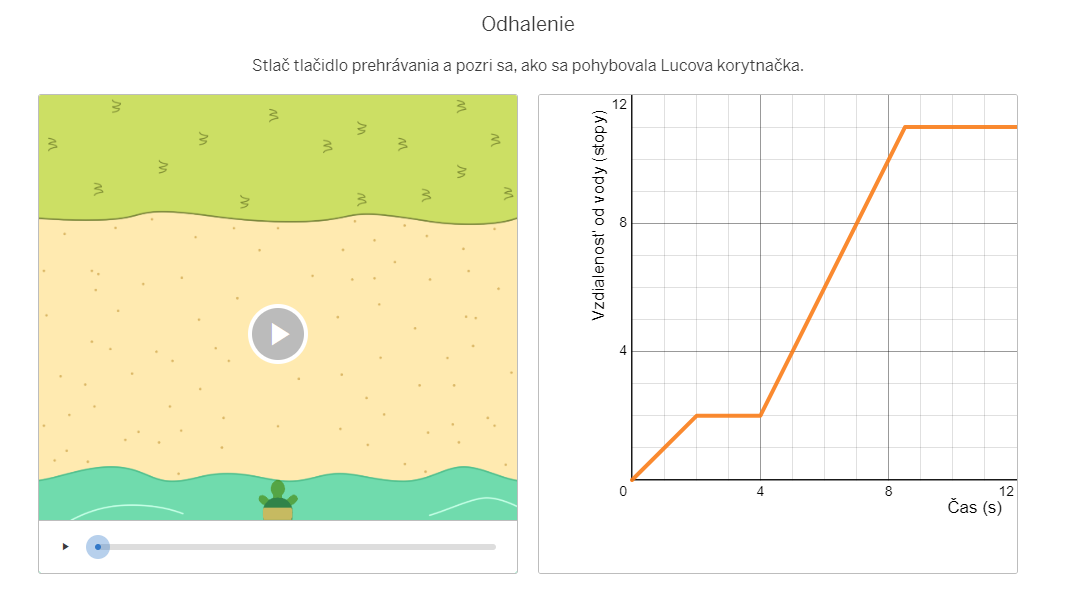 Odhalenie
Stlač tlačidlo prehrávania a pozri sa, ako sa pohybovala Lucova korytnačka.
Vzdialenosť od vody (stopy)
12
8
4
0
4
8
12
Čas (s)